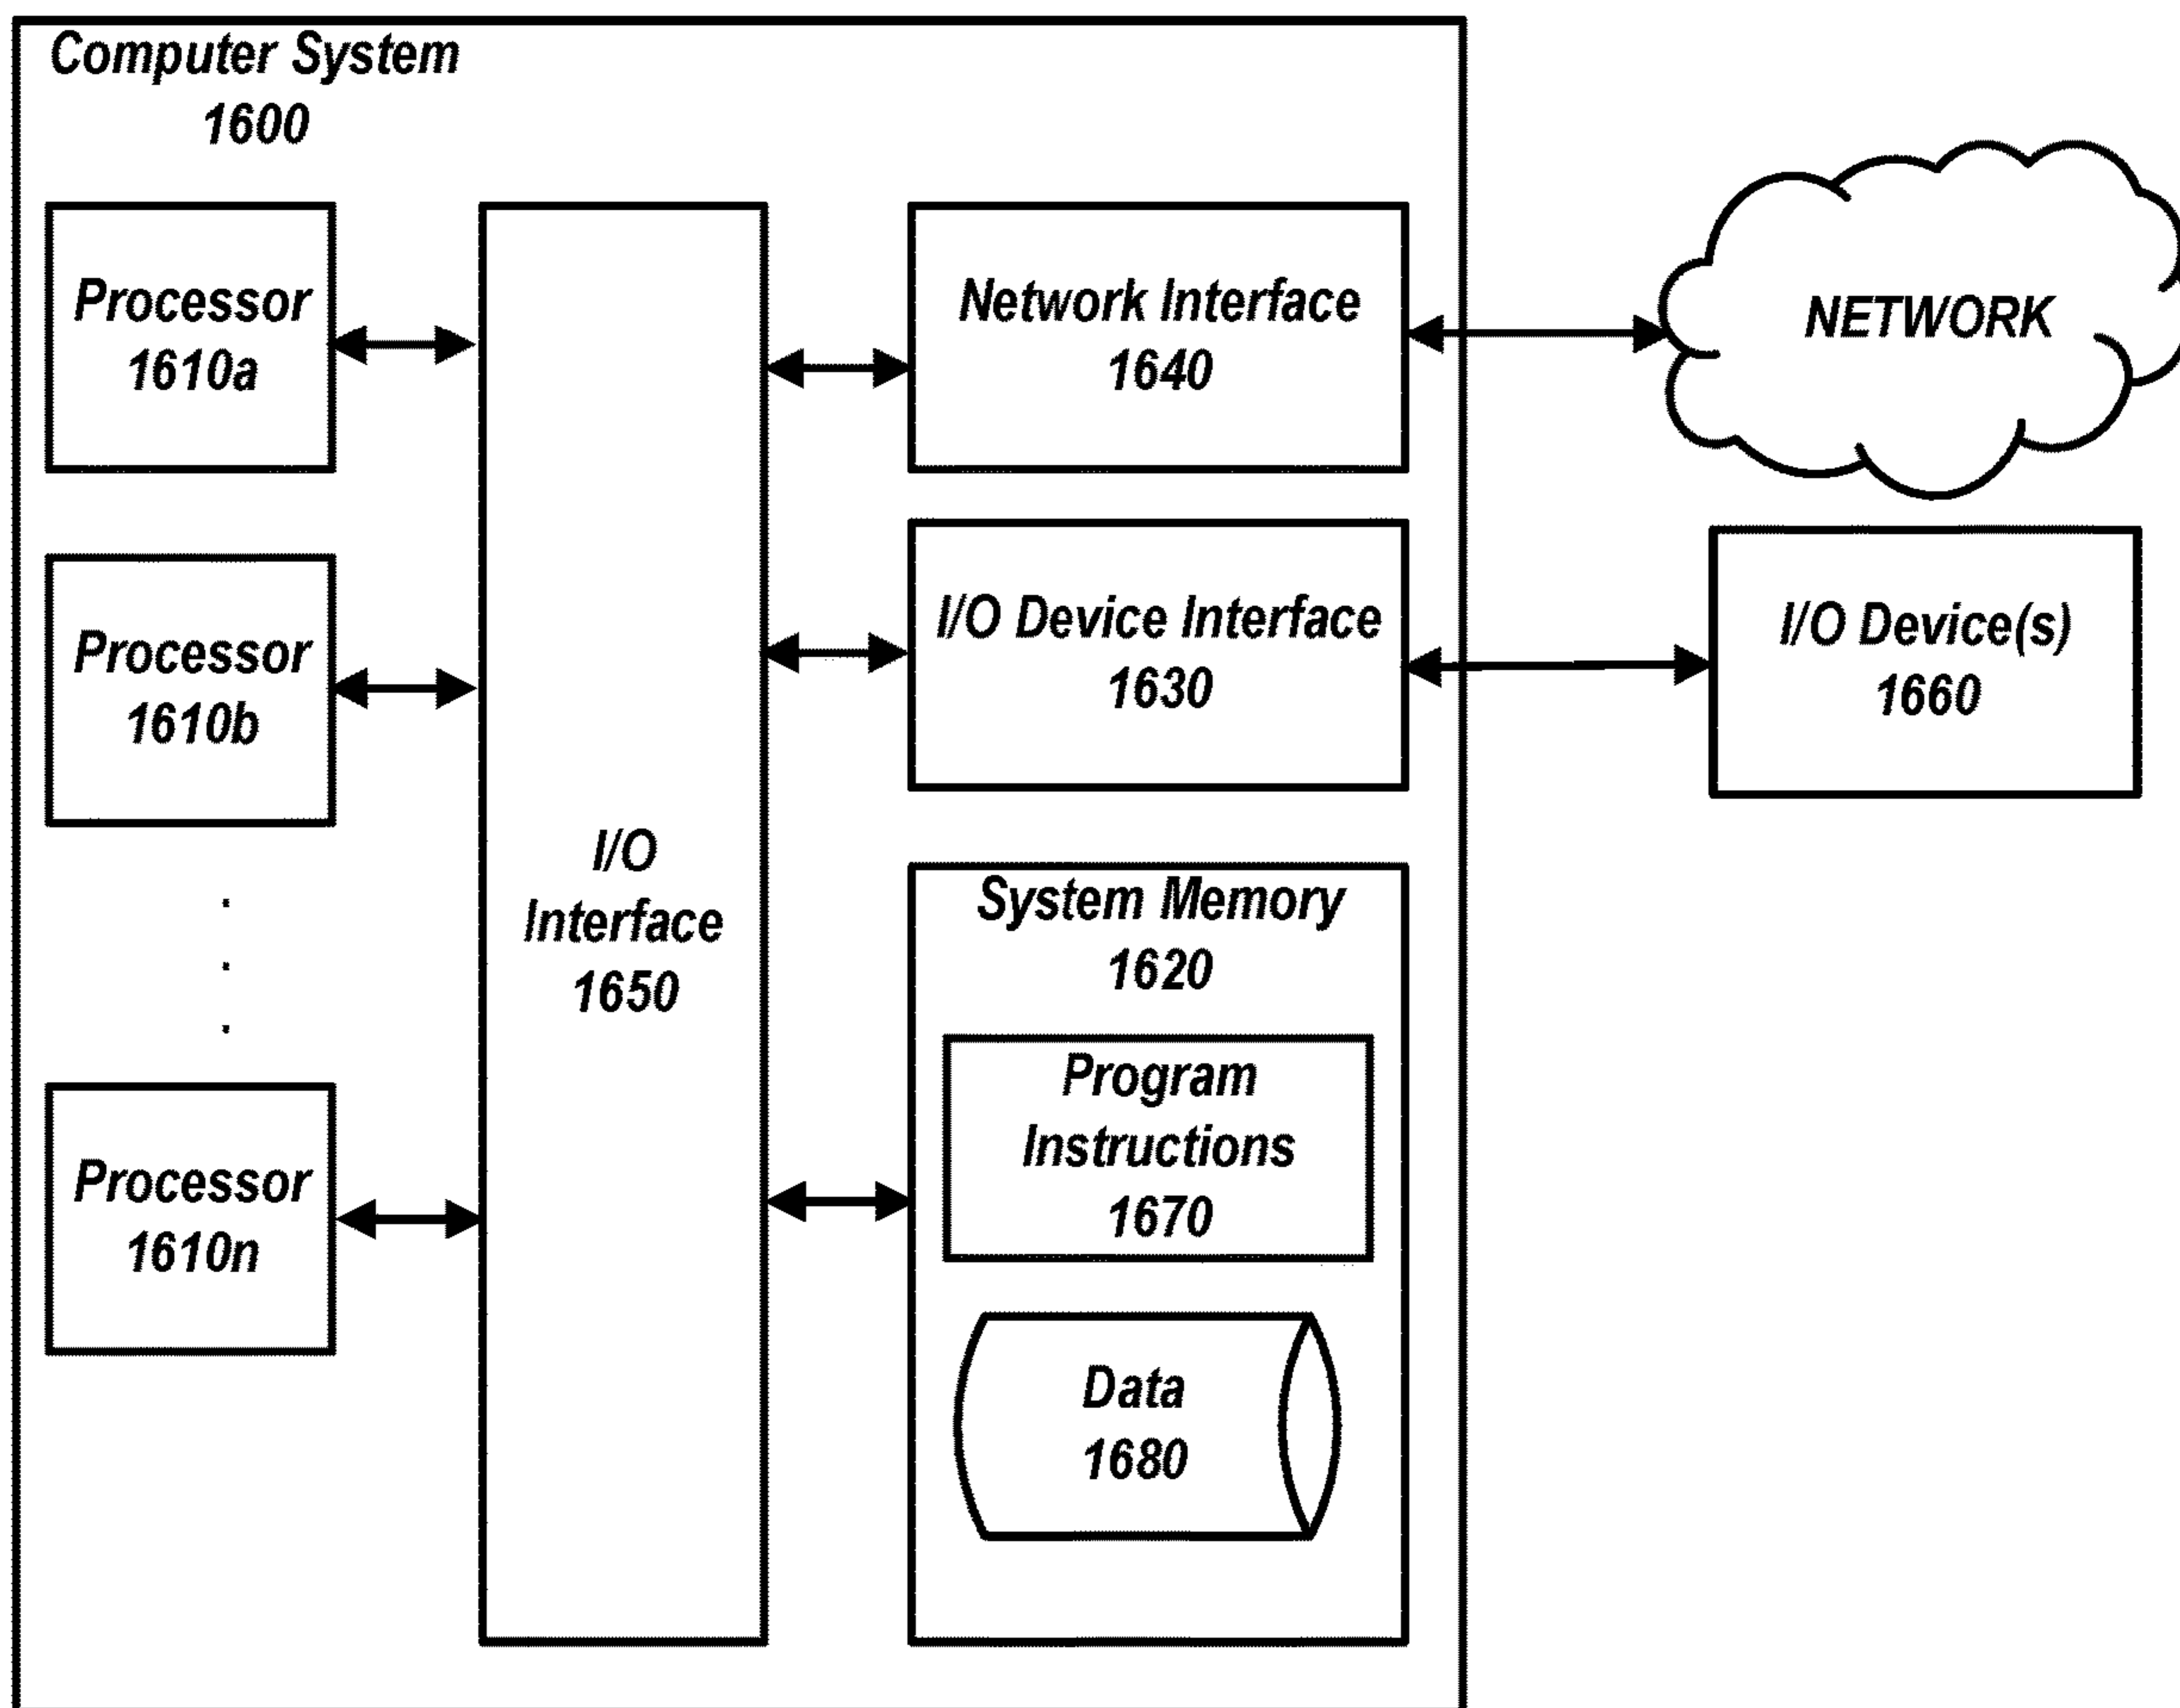 Computer System
1600
Processor
1610a
Network Interface
1640
NETWORK
Processor
1610b
I/O Device Interface
1630
I/O Device(s)
1660
I/O
Interface
1650
System Memory
1620
Program
Instructions
1670
Processor
1610n
Data
1680